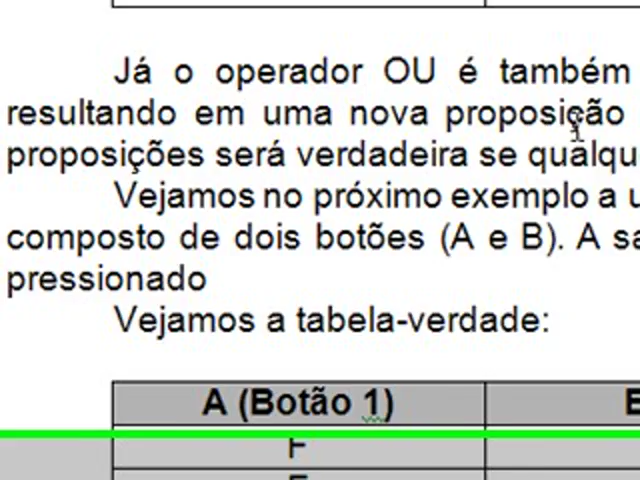 Já o operador OU é também
resultando em uma nova proposição
proposições será verdadeira se qualqu
Vejamos no próximo exemplo a u
composto de dois botões (A e B). A sa
pressionado
Vejamos a tabela-verdade:
A (Botão 1)
F